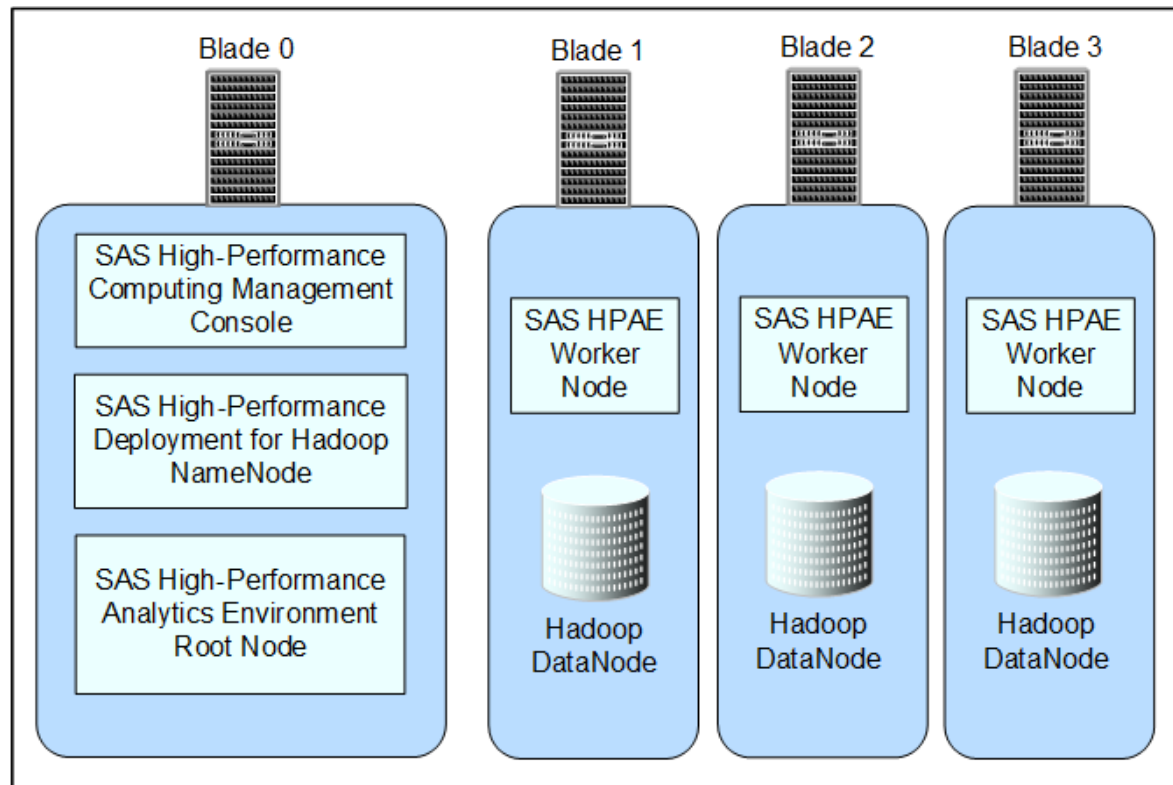 Blade 0
SAS High-Performance
Computing Management
Console
SAS High-Performance
Deployment for Hadoop
NameNode
SAS High-Performance
Analytics Environment
Root Node
Blade 1
SAS HPAE
Worker
Node
Hadoop
DataNode
Blade 2
SAS HPAE
Worker
Node
Hadoop
DataNode
Blade 3
SAS HPAE
Worker
Node
Hadoop
DataNode